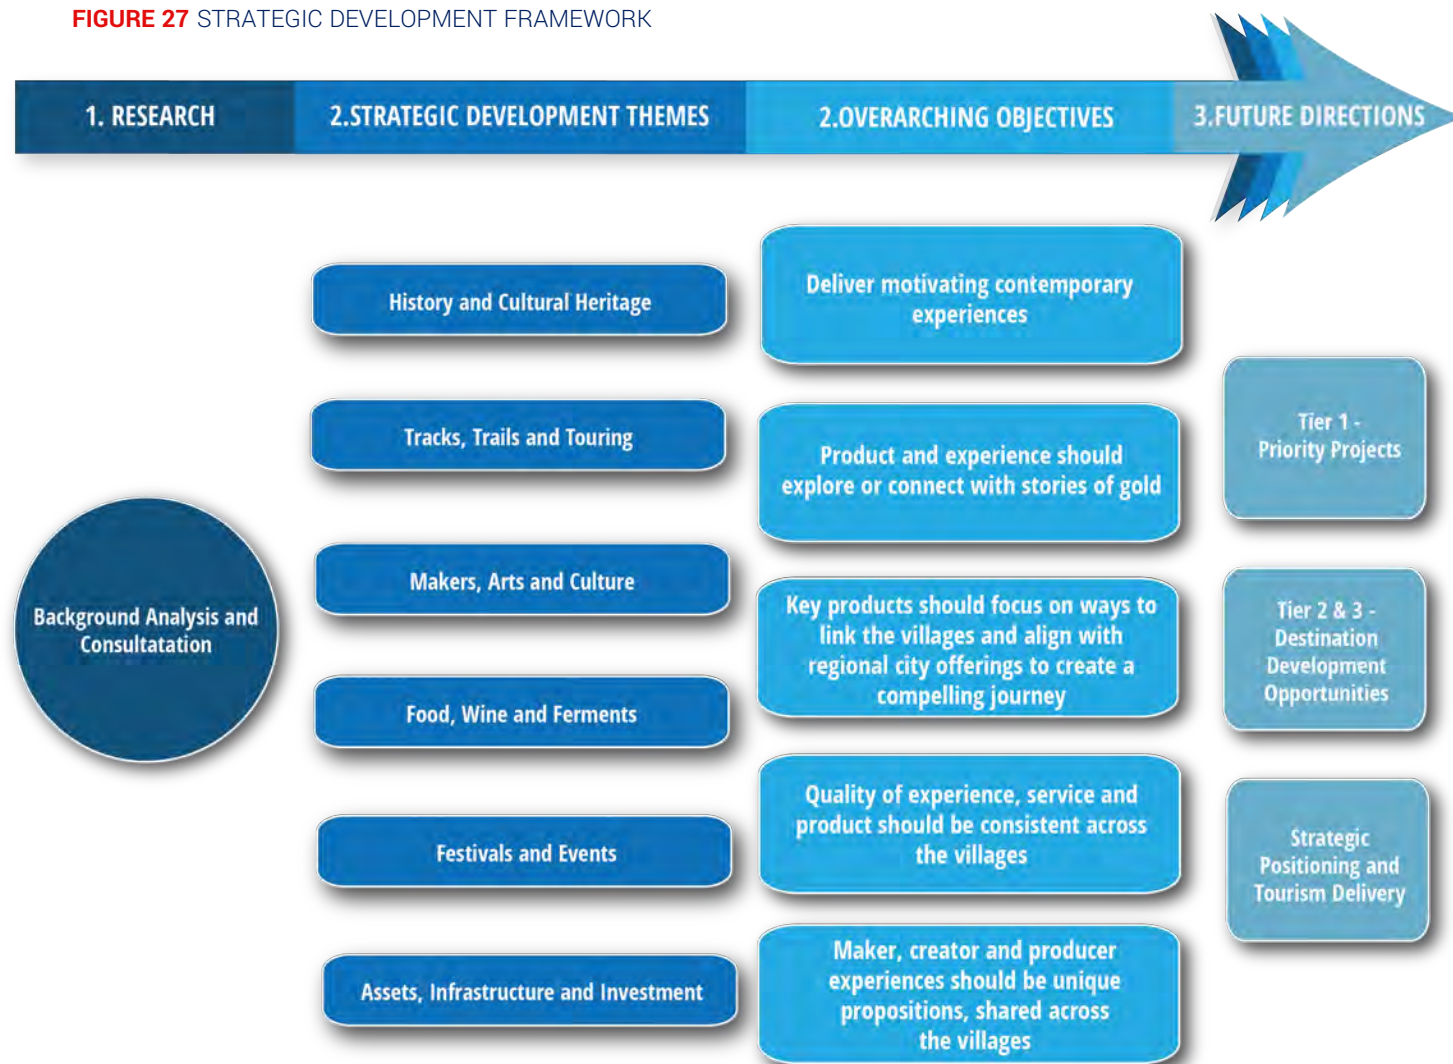 FIGURE 27 STRATEGIC DEVELOPMENT FRAMEWORK
1. RESEARCH
2.STRATEGIC DEVELOPMENT THEMES
2.OVERARCHING OBJECTIVES
3.FUTURE DIRECTIONS
Background Analysis and
Consultatation
History and Cultural Heritage
Tracks, Trails and Touring
Makers, Arts and Culture
Food, Wine and Ferments
Festivals and Events
Assets, Infrastructure and Investment
Deliver motivating contemporary
experiences
Product and experience should
explore or connect with stories of gold
Key products should focus on ways to
link the villages and align with
regional city offerings to create a
compelling journey
Quality of experience, service and
product should be consistent across
the villages
Maker, creator and producer
experiences should be unique
propositions, shared across
the villages
Tier 1 -
Priority Projects
Tier 2 & 3 -
Destination
Development
Opportunities
Strategic
Positioning and
Tourism Delivery